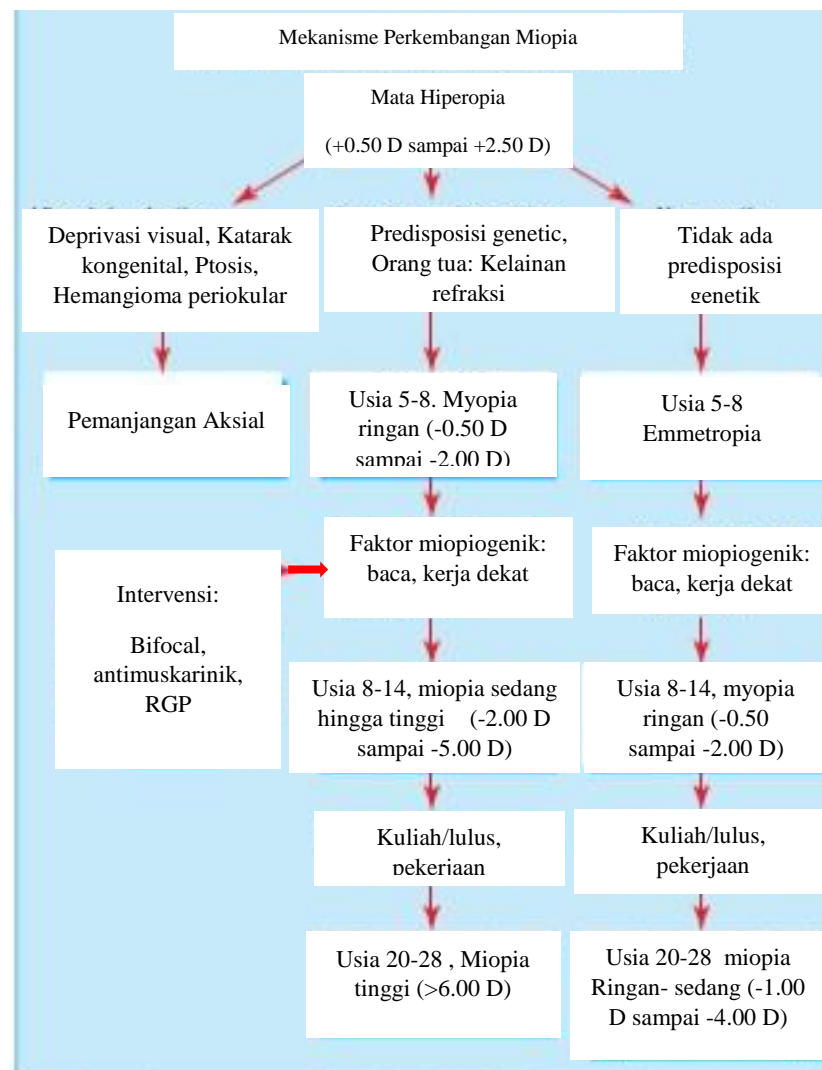 Mekanisme Perkembangan Miopia
Mata Hiperopia
(+0.50 D sampai +2.50 D)
Deprivasi visual, Katarak
kongenital, Ptosis,
Hemangioma periokular
Predisposisi genetic,
Orang tua: Kelainan
refraksi
Tidak ada
predisposisi
genetik
Pemanjangan Aksial
Usia 5-8. Myopia
ringan (-0.50 D
sampai -2.00 D)
Usia 5-8
Emmetropia
Intervensi:
Bifocal,
antimuskarinik,
RGP
Faktor miopiogenik:
baca, kerja dekat
Faktor miopiogenik:
baca, kerja dekat
Usia 8-14, miopia sedang
hingga tinggi (-2.00 D
sampai -5.00 D)
Usia 8-14, myopia
ringan (-0.50
sampai -2.00 D)
Kuliah/lulus,
pekerjaan
Kuliah/lulus,
pekerjaan
Usia 20-28 , Miopia
tinggi (>6.00 D)
Usia 20-28 miopia
Ringan- sedang (-1.00
D sampai -4.00 D)